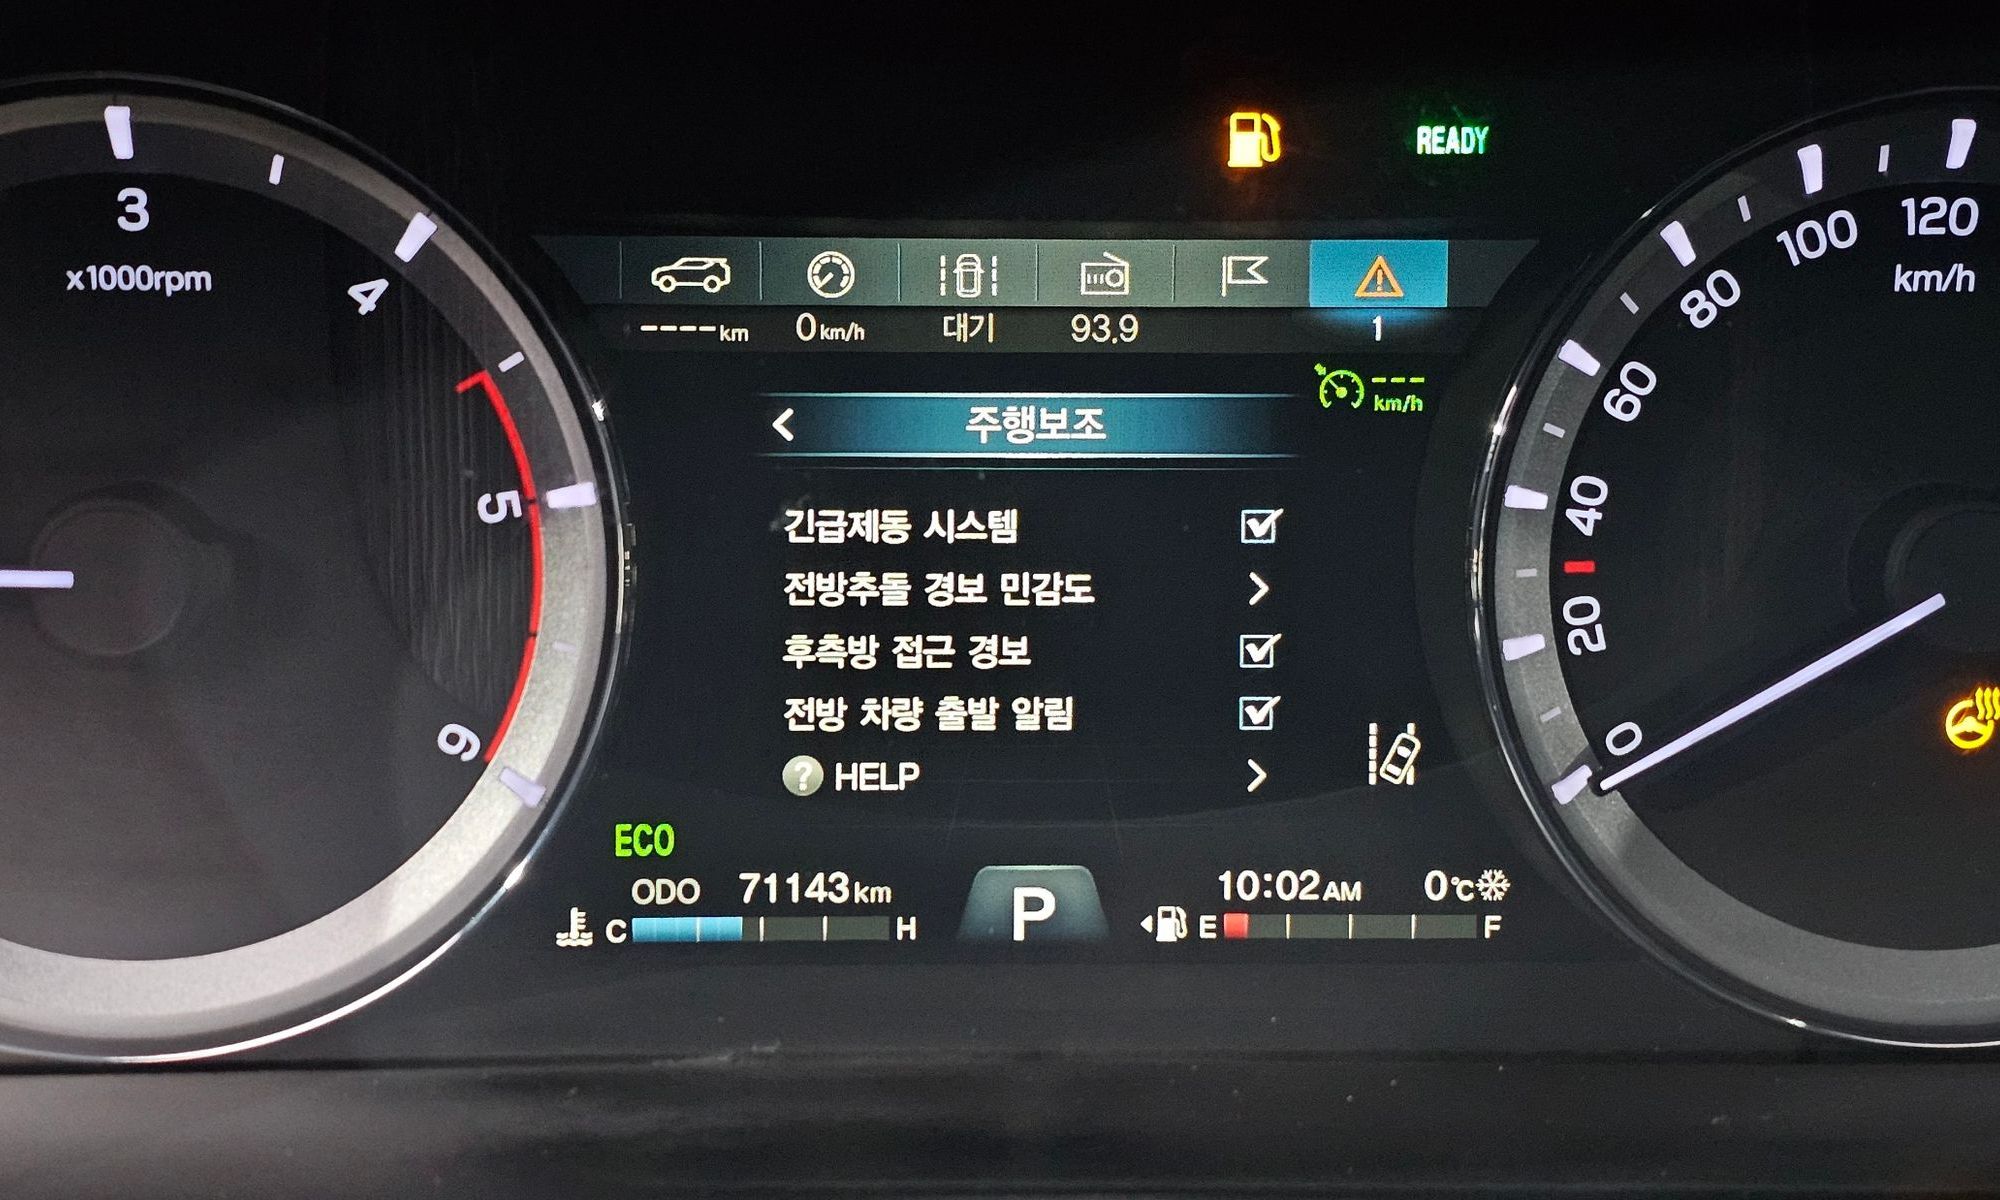 READY
3
x1000rpm
4
5
6
----km
0km/h
대기
93.9
1
---
km/h
주행보조
긴급제동 시스템
전방추돌 경보 민감도
후측방 접근 경보
전방 차량 출발 알림
? HELP
ECO
ODO 71143km
C H
P
10:02AM 0℃
E F
120
100
km/h
80
60
40
20
0